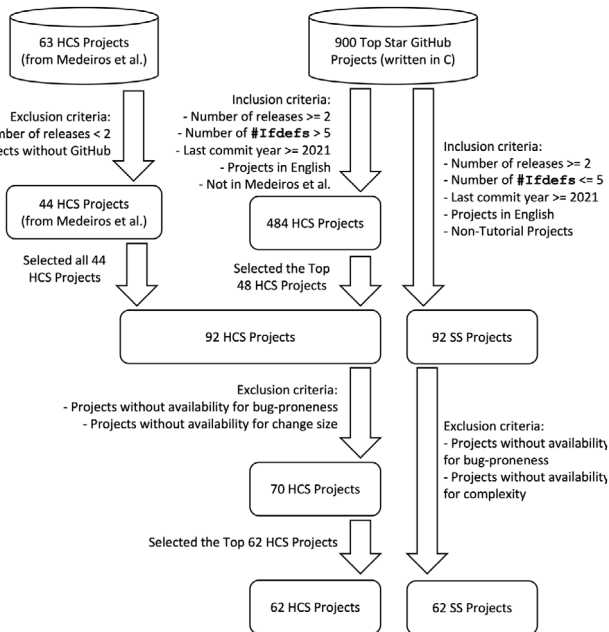 63 HCS Projects
(from Medeiros et al.)
900 Top Star GitHub
Projects (written in C)
Exclusion criteria:
of releases < 2
without GitHub
Inclusion criteria:
- Number of releases >= 2
- Number of #Ifdefs > 5
- Last commit year >= 2021
- Projects in English
- Not in Medeiros et al.
Inclusion criteria:
- Number of releases >= 2
- Number of #Ifdefs <= 5
- Last commit year >= 2021
- Projects in English
- Non-Tutorial Projects
44 HCS Projects
(from Medeiros et al.)
484 HCS Projects
Selected all 44
HCS Projects
Selected the Top
48 HCS Projects
92 HCS Projects
92 SS Projects
Exclusion criteria:
- Projects without availability for bug-proneness
- Projects without availability for change size
Exclusion criteria:
- Projects without availability
for bug-proneness
- Projects without availability
for complexity
70 HCS Projects
Selected the Top 62 HCS Projects
62 HCS Projects
62 SS Projects